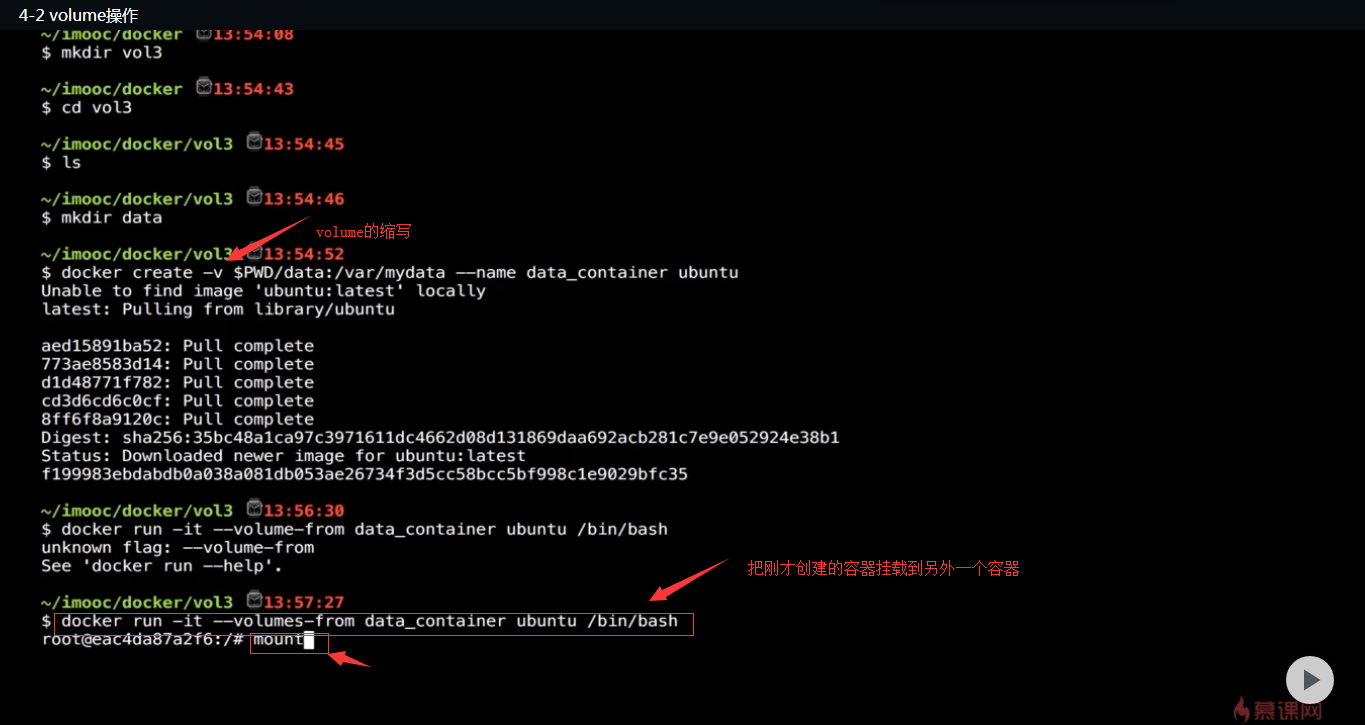 4-2 volume操作
~/imooc/docker 13:54:08
$ mkdir vol3
~/imooc/docker 13:54:43
$ cd vol3
~/imooc/docker/vol3 13:54:45
$ ls
~/imooc/docker/vol3 13:54:46
$ mkdir data
volume的缩写
~/imooc/docker/vol3 13:54:52
$ docker create -v $PWD/data:/var/mydata --name data_container ubuntu
Unable to find image 'ubuntu:latest' locally
latest: Pulling from library/ubuntu
aed15891ba52: Pull complete
773ae8583d14: Pull complete
d1d48771f782: Pull complete
cd3d6cd6c0cf: Pull complete
8ff6f8a9120c: Pull complete
Digest: sha256:35bc48a1ca97c3971611dc4662d08d131869daa692acb281c7e9e052924e38b1
Status: Downloaded newer image for ubuntu:latest
f199983ebdabdb0a038a081db053ae26734f3d5cc58bcc5bf998c1e9029bfc35
~/imooc/docker/vol3 13:56:30
$ docker run -it --volume-from data_container ubuntu /bin/bash
unknown flag: --volume-from
See 'docker run --help'.
把刚才创建的容器挂载到另外一个容器
~/imooc/docker/vol3 13:57:27
$ docker run -it --volumes-from data_container ubuntu /bin/bash
root@eac4da87a2f6:/# mount
慕课网